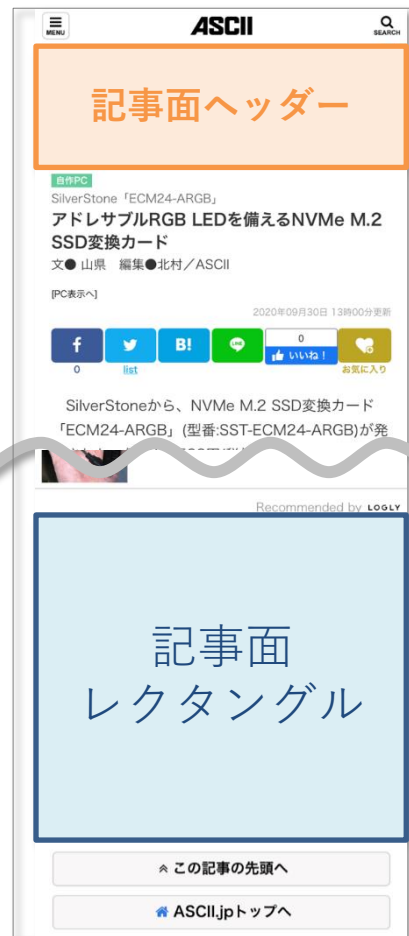 MENU
ASCII
SEARCH
記事面ヘッダー
自作PC
SilverStone「ECM24-ARGB」
アドレサブルRGB LEDを備えるNVMe M.2
SSD変換カード
文● 山県　編集●北村／ASCII
[PC表示へ]
2020年09月30日 13時00分更新
f B! LINE 0
いいね！
0 list お気に入り
SilverStoneから、NVMe M.2 SSD変換カード
「ECM24-ARGB」(型番:SST-ECM24-ARGB)が発
Recommended by LOGLY
記事面
レクタングル
この記事の先頭へ
ASCII.jpトップへ